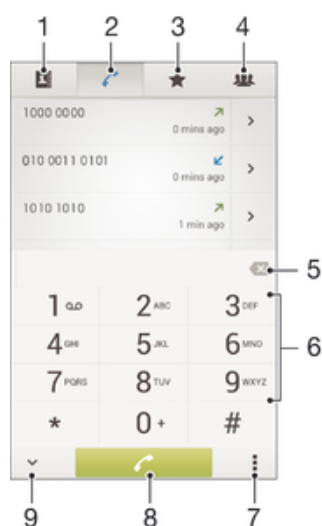 1 2 3 4
1000 0000
0 mins ago
010 0011 0101
0 mins ago
1010 1010
1 min ago
5
1 2 ABC 3 DEF
4 GHI 5 JKL 6 MNO
6
7 PQRS 8 TUV 9 WXYZ
* 0 + #
9 8 7